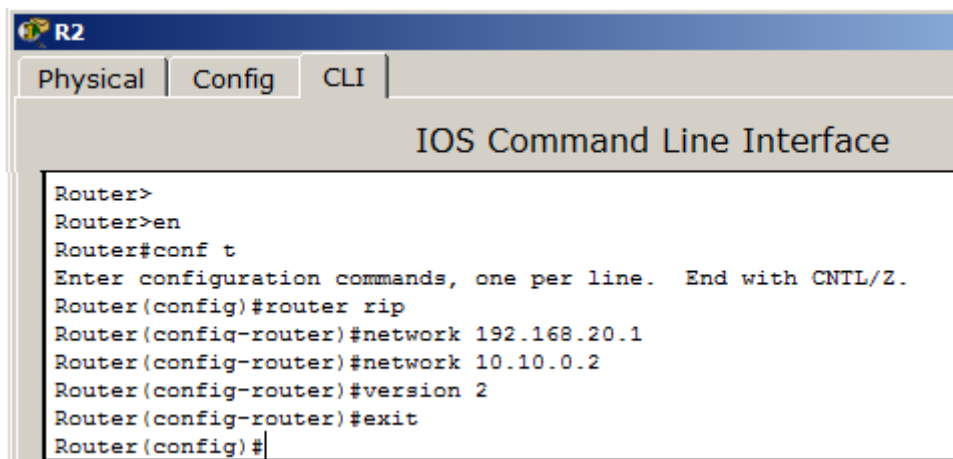 R2
Physical Config CLI
IOS Command Line Interface
Router>
Router>en
Router#conf t
Enter configuration commands, one per line.  End with CNTL/Z.
Router(config)#router rip
Router(config-router)#network 192.168.20.1
Router(config-router)#network 10.10.0.2
Router(config-router)#version 2
Router(config-router)#exit
Router(config)#